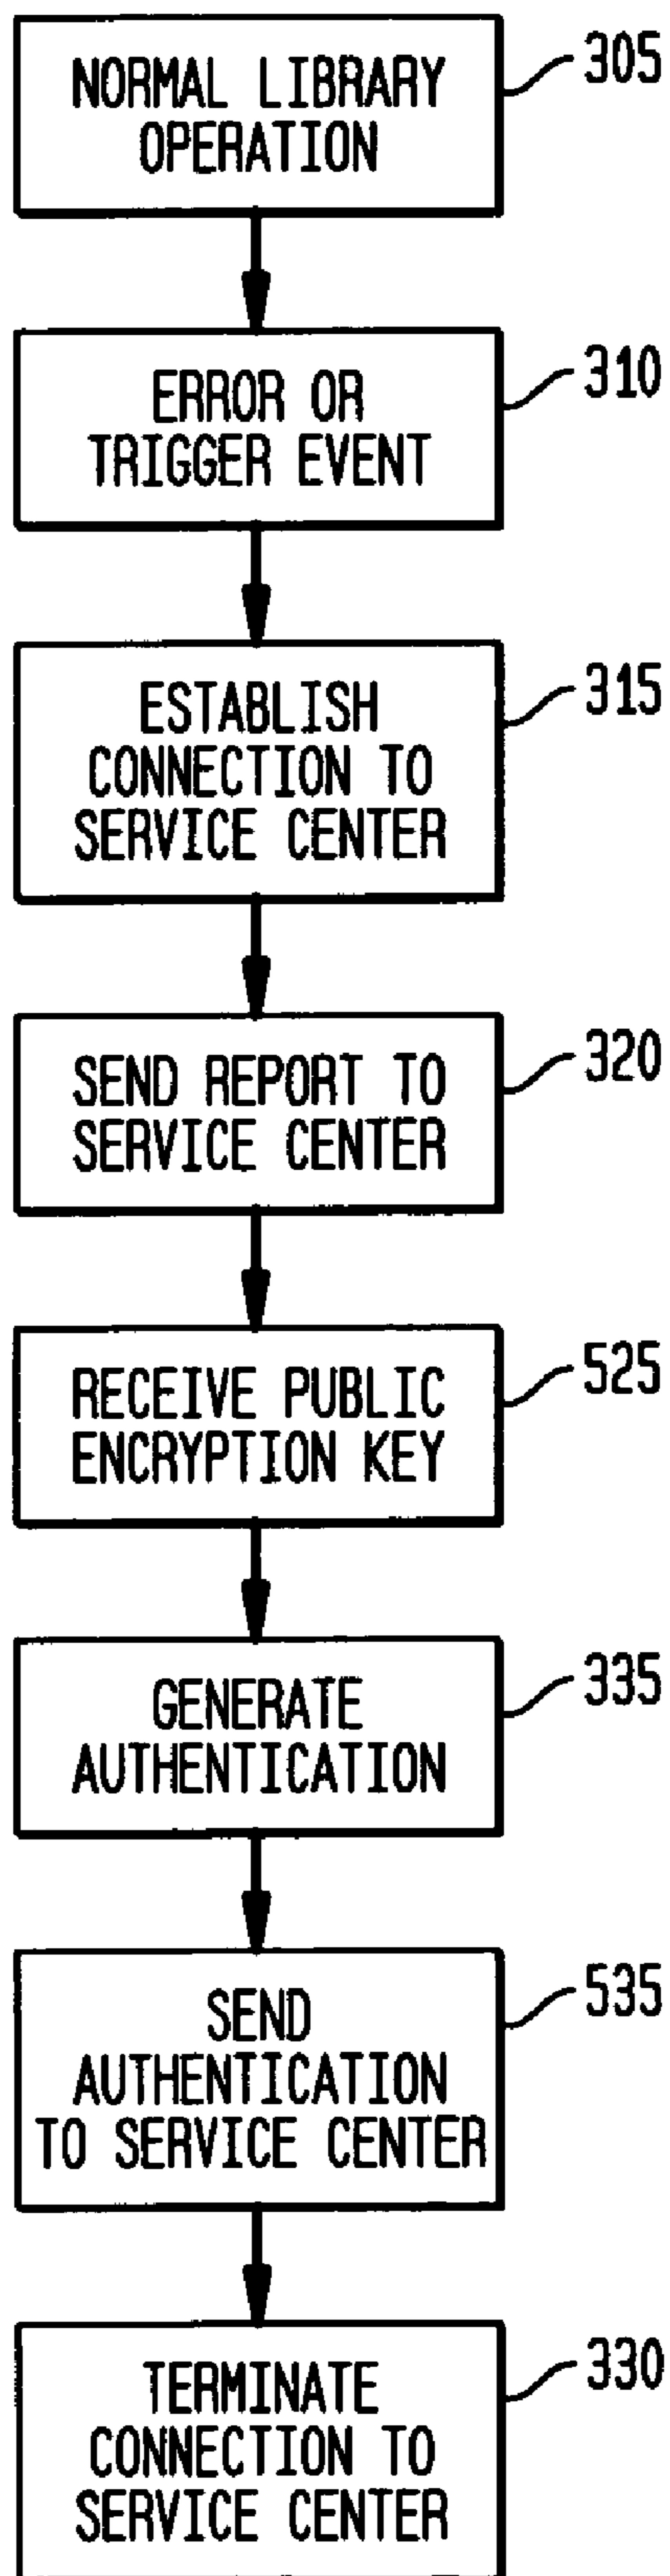 NORMAL LIBRARY
OPERATION
305
ERROR OR
TRIGGER EVENT
310
ESTABLISH
CONNECTION TO
SERVICE CENTER
315
SEND REPORT TO
SERVICE CENTER
320
RECEIVE PUBLIC
ENCRYPTION KEY
525
GENERATE
AUTHENTICATION
335
SEND
AUTHENTICATION
TO SERVICE CENTER
535
TERMINATE
CONNECTION TO
SERVICE CENTER
330